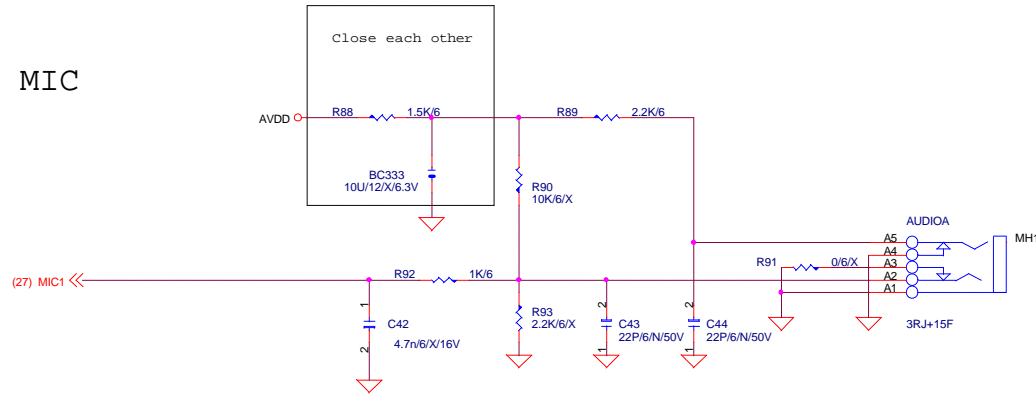 Close each other
MIC
AVDD
R88
1.5K/6
R89
2.2K/6
BC333
10U/12/X/6.3V
R90
10K/6/X
AUDIOA
A5
A4
A3
A2
A1
MH1
R91
0/6/X
(27) MIC1
R92
1K/6
R93
2.2K/6/X
1
2
C42
4.7n/6/X/16V
2
1
C43
22P/6/N/50V
2
1
C44
22P/6/N/50V
3RJ+15F